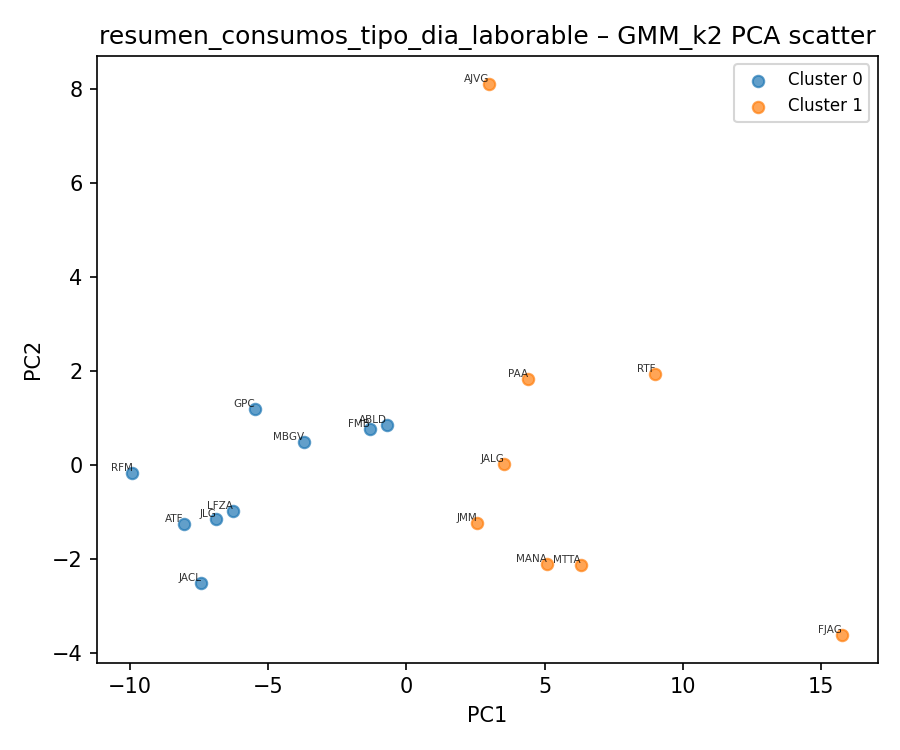 resumen_consumos_tipo_dia_laborable – GMM_k2 PCA scatter
Cluster 0
Cluster 1
AJVG
PAA
RTF
GPC
ABLD
FMB
MBGV
JALG
RFM
LFZA
JLG
ATF
JMM
MANA
MTTA
JACL
FJAG
8
6
4
2
0
−2
−4
PC2
−10
−5
0
5
10
15
PC1